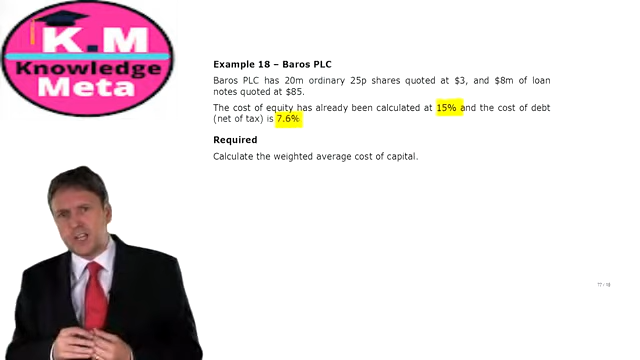 K.M
Knowledge
Meta
Example 18 – Baros PLC
Baros PLC has 20m ordinary 25p shares quoted at $3, and $8m of loan
notes quoted at $85.
The cost of equity has already been calculated at 15% and the cost of debt
(net of tax) is 7.6%
Required
Calculate the weighted average cost of capital.